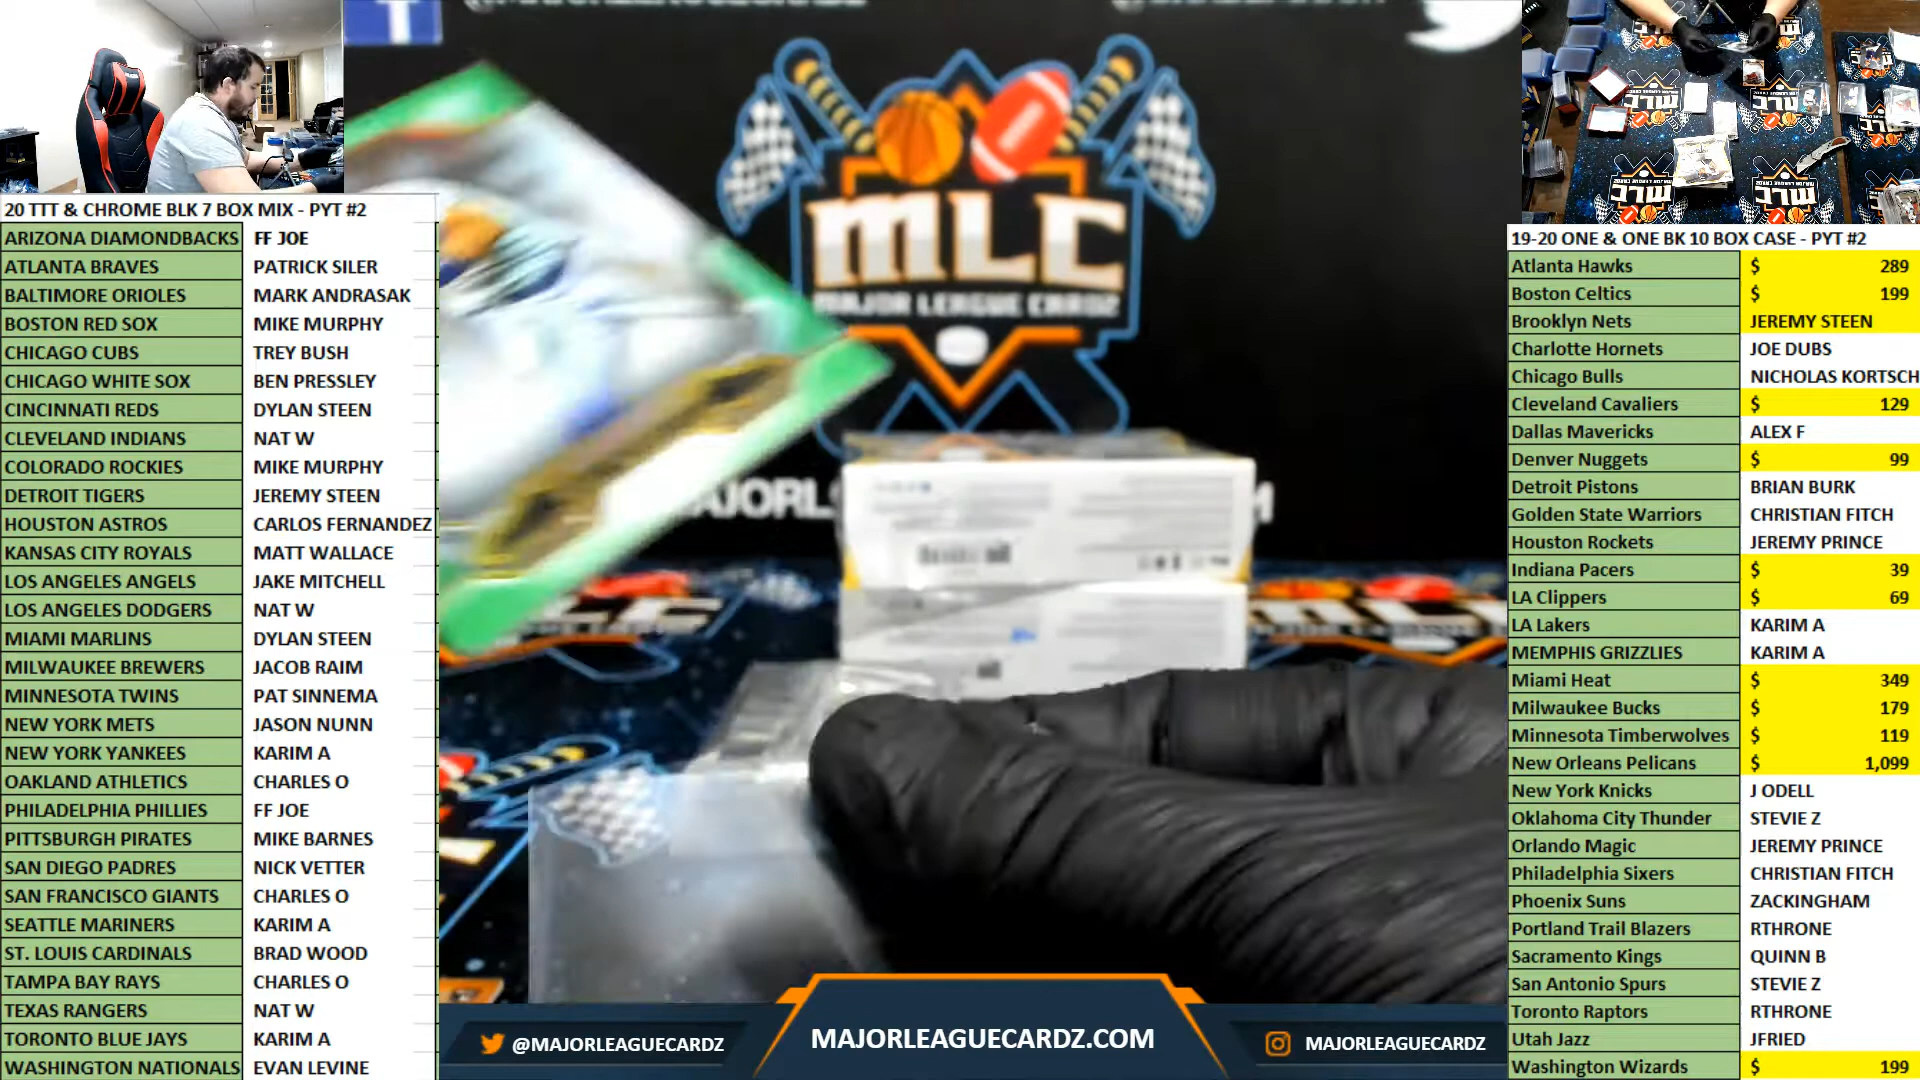 20 TTT & CHROME BLK 7 BOX MIX - PYT #2
ARIZONA DIAMONDBACKS FF JOE
ATLANTA BRAVES PATRICK SILER
BALTIMORE ORIOLES MARK ANDRASAK
BOSTON RED SOX MIKE MURPHY
CHICAGO CUBS TREY BUSH
CHICAGO WHITE SOX BEN PRESSLEY
CINCINNATI REDS DYLAN STEEN
CLEVELAND INDIANS NAT W
COLORADO ROCKIES MIKE MURPHY
DETROIT TIGERS JEREMY STEEN
HOUSTON ASTROS CARLOS FERNANDEZ
KANSAS CITY ROYALS MATT WALLACE
LOS ANGELES ANGELS JAKE MITCHELL
LOS ANGELES DODGERS NAT W
MIAMI MARLINS DYLAN STEEN
MILWAUKEE BREWERS JACOB RAIM
MINNESOTA TWINS PAT SINNEMA
NEW YORK METS JASON NUNN
NEW YORK YANKEES KARIM A
OAKLAND ATHLETICS CHARLES O
PHILADELPHIA PHILLIES FF JOE
PITTSBURGH PIRATES MIKE BARNES
SAN DIEGO PADRES NICK VETTER
SAN FRANCISCO GIANTS CHARLES O
SEATTLE MARINERS KARIM A
ST. LOUIS CARDINALS BRAD WOOD
TAMPA BAY RAYS CHARLES O
TEXAS RANGERS NAT W
TORONTO BLUE JAYS KARIM A
WASHINGTON NATIONALS EVAN LEVINE
MLC
MAJOR LEAGUE CARDZ
@MAJORLEAGUECARDZ
MAJORLEAGUECARDZ.COM
MAJORLEAGUECARDZ
19-20 ONE & ONE BK 10 BOX CASE - PYT #2
Atlanta Hawks $ 289
Boston Celtics $ 199
Brooklyn Nets JEREMY STEEN
Charlotte Hornets JOE DUBS
Chicago Bulls NICHOLAS KORTSCH
Cleveland Cavaliers $ 129
Dallas Mavericks ALEX F
Denver Nuggets $ 99
Detroit Pistons BRIAN BURK
Golden State Warriors CHRISTIAN FITCH
Houston Rockets JEREMY PRINCE
Indiana Pacers $ 39
LA Clippers $ 69
LA Lakers KARIM A
MEMPHIS GRIZZLIES KARIM A
Miami Heat $ 349
Milwaukee Bucks $ 179
Minnesota Timberwolves $ 119
New Orleans Pelicans $ 1,099
New York Knicks J ODELL
Oklahoma City Thunder STEVIE Z
Orlando Magic JEREMY PRINCE
Philadelphia Sixers CHRISTIAN FITCH
Phoenix Suns ZACKINGHAM
Portland Trail Blazers RTHRONE
Sacramento Kings QUINN B
San Antonio Spurs STEVIE Z
Toronto Raptors RTHRONE
Utah Jazz JFRIED
Washington Wizards $ 199